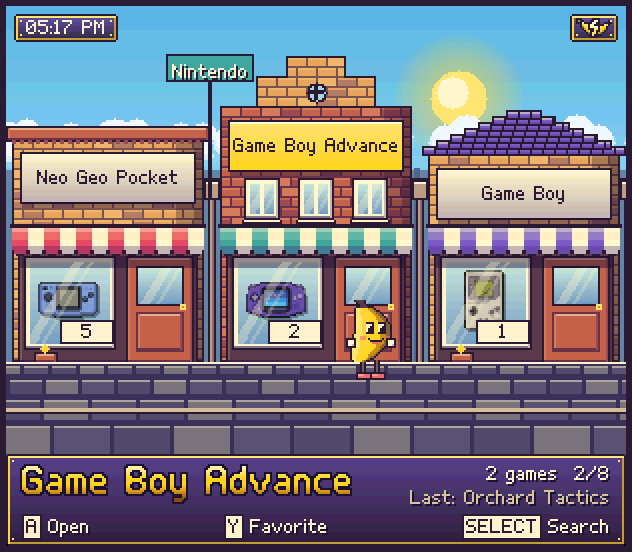 05:17 PM
Nintendo
Neo Geo Pocket
Game Boy Advance
Game Boy
5
2
1
Game Boy Advance
2 games 2/8
Last: Orchard Tactics
A Open
Y Favorite
SELECT Search